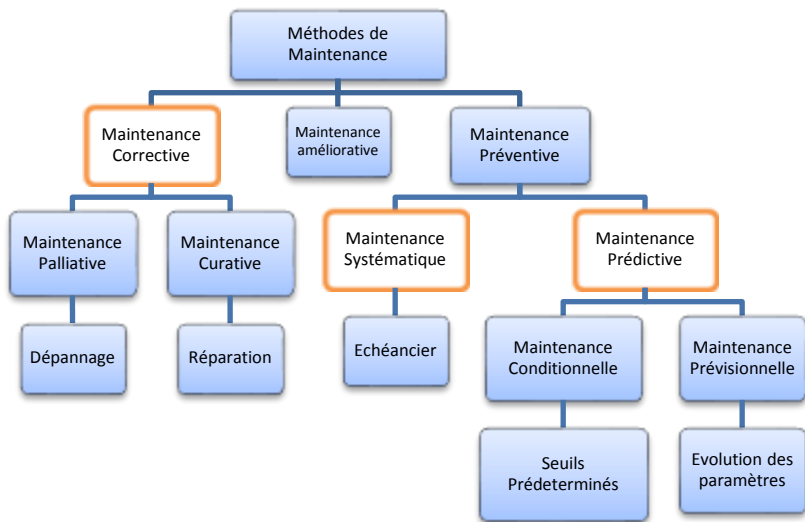 Méthodes de
Maintenance
Maintenance
Corrective
Maintenance
améliorative
Maintenance
Préventive
Maintenance
Palliative
Maintenance
Curative
Maintenance
Systématique
Maintenance
Prédictive
Dépannage
Réparation
Echéancier
Maintenance
Conditionnelle
Maintenance
Prévisionnelle
Seuils
Prédeterminés
Evolution des
paramètres